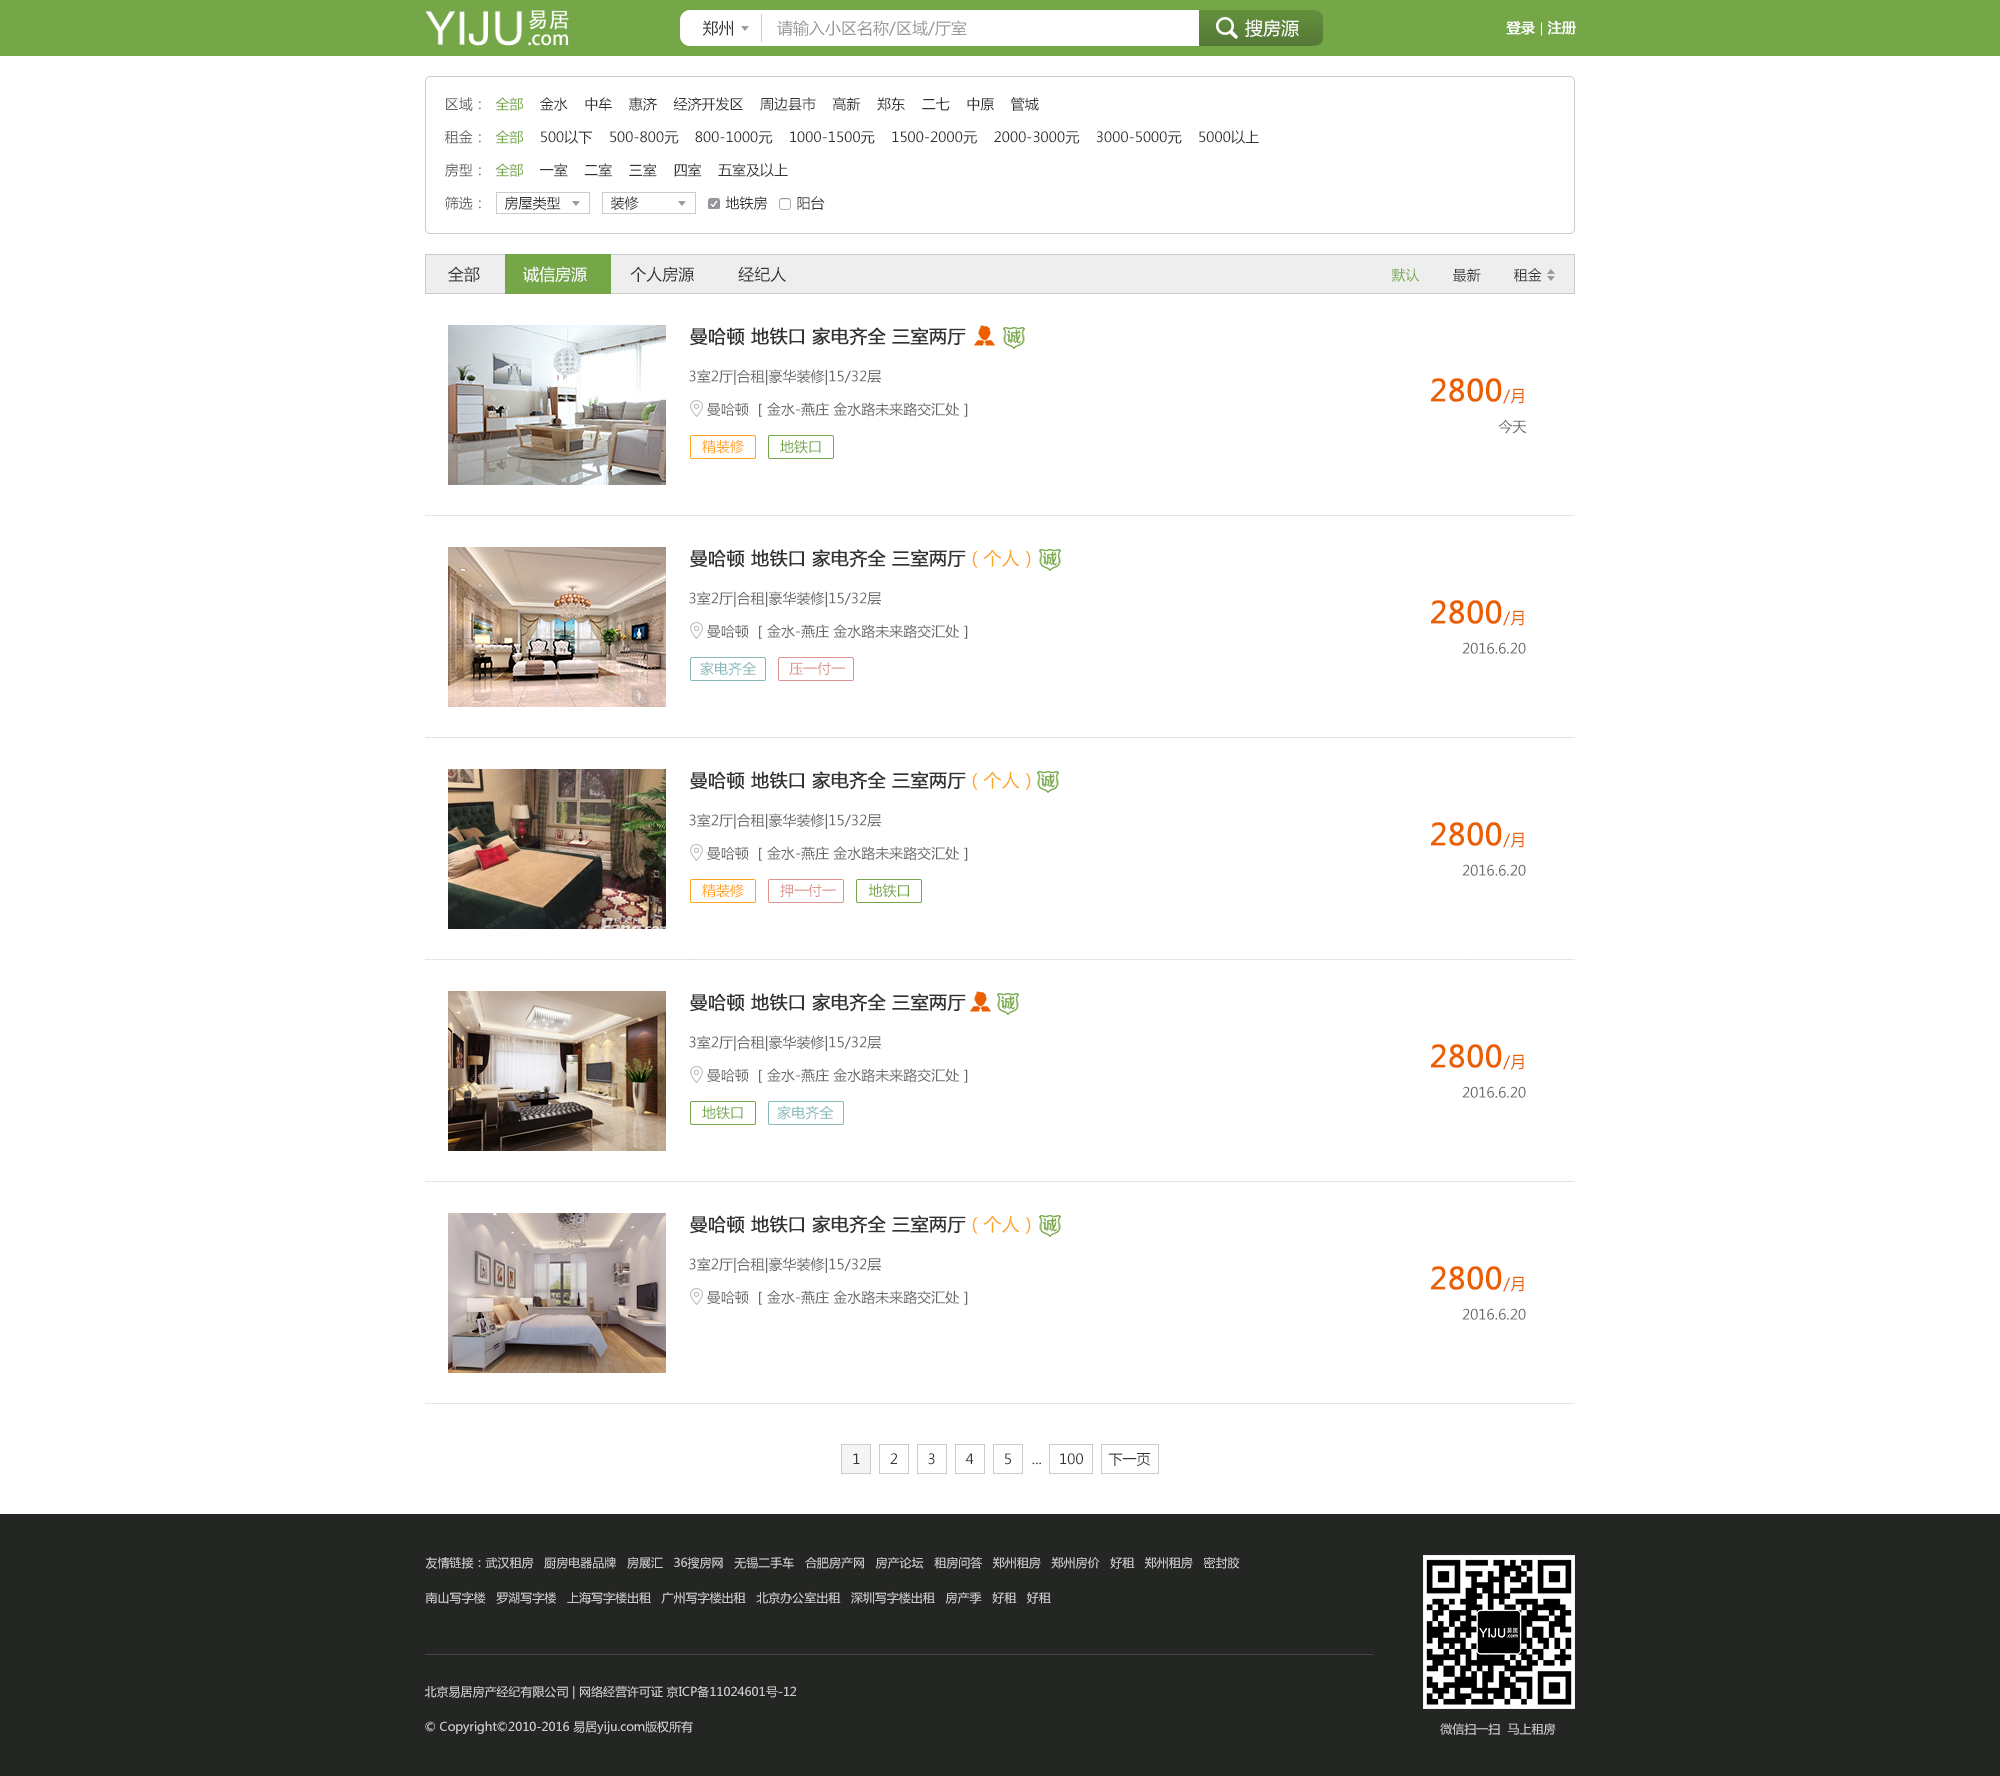 YIJU易居.com 郑州 请输入小区名称/区域/厅室 搜房源 登录 | 注册
区域： 全部 金水 中牟 惠济 经济开发区 周边县市 高新 郑东 二七 中原 管城
租金： 全部 500以下 500-800元 800-1000元 1000-1500元 1500-2000元 2000-3000元 3000-5000元 5000以上
房型： 全部 一室 二室 三室 四室 五室及以上
筛选： 房屋类型 装修 地铁房 阳台
全部 诚信房源 个人房源 经纪人 默认 最新 租金
曼哈顿 地铁口 家电齐全 三室两厅 诚
3室2厅|合租|豪华装修|15/32层
曼哈顿 [ 金水-燕庄 金水路未来路交汇处 ]
精装修 地铁口
2800/月
今天
曼哈顿 地铁口 家电齐全 三室两厅（个人）诚
3室2厅|合租|豪华装修|15/32层
曼哈顿 [ 金水-燕庄 金水路未来路交汇处 ]
家电齐全 压一付一
2800/月
2016.6.20
曼哈顿 地铁口 家电齐全 三室两厅（个人）诚
3室2厅|合租|豪华装修|15/32层
曼哈顿 [ 金水-燕庄 金水路未来路交汇处 ]
精装修 押一付一 地铁口
2800/月
2016.6.20
曼哈顿 地铁口 家电齐全 三室两厅 诚
3室2厅|合租|豪华装修|15/32层
曼哈顿 [ 金水-燕庄 金水路未来路交汇处 ]
地铁口 家电齐全
2800/月
2016.6.20
曼哈顿 地铁口 家电齐全 三室两厅（个人）诚
3室2厅|合租|豪华装修|15/32层
曼哈顿 [ 金水-燕庄 金水路未来路交汇处 ]
2800/月
2016.6.20
1 2 3 4 5 ... 100 下一页
友情链接：武汉租房 厨房电器品牌 房展汇 36搜房网 无锡二手车 合肥房产网 房产论坛 租房问答 郑州租房 郑州房价 好租 郑州租房 密封胶
南山写字楼 罗湖写字楼 上海写字楼出租 广州写字楼出租 北京办公室出租 深圳写字楼出租 房产季 好租 好租
YIJU易居.com
北京易居房产经纪有限公司 | 网络经营许可证 京ICP备11024601号-12
© Copyright©2010-2016 易居yiju.com版权所有
微信扫一扫 马上租房